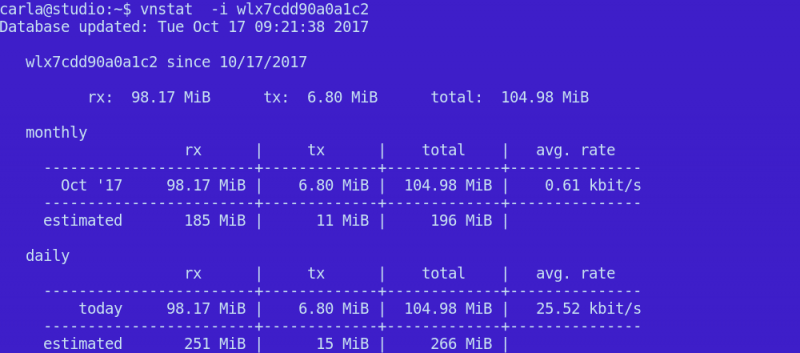 carla@studio:~$ vnstat  -i wlx7cdd90a0a1c2
Database updated: Tue Oct 17 09:21:38 2017
   wlx7cdd90a0a1c2 since 10/17/2017
          rx:  98.17 MiB      tx:  6.80 MiB      total:  104.98 MiB
   monthly
                     rx      |     tx      |    total    |   avg. rate
     ------------------------+-------------+-------------+---------------
       Oct '17     98.17 MiB |    6.80 MiB |  104.98 MiB |    0.61 kbit/s
     ------------------------+-------------+-------------+---------------
     estimated       185 MiB |      11 MiB |     196 MiB |
   daily
                     rx      |     tx      |    total    |   avg. rate
     ------------------------+-------------+-------------+---------------
         today     98.17 MiB |    6.80 MiB |  104.98 MiB |   25.52 kbit/s
     ------------------------+-------------+-------------+---------------
     estimated       251 MiB |      15 MiB |     266 MiB |